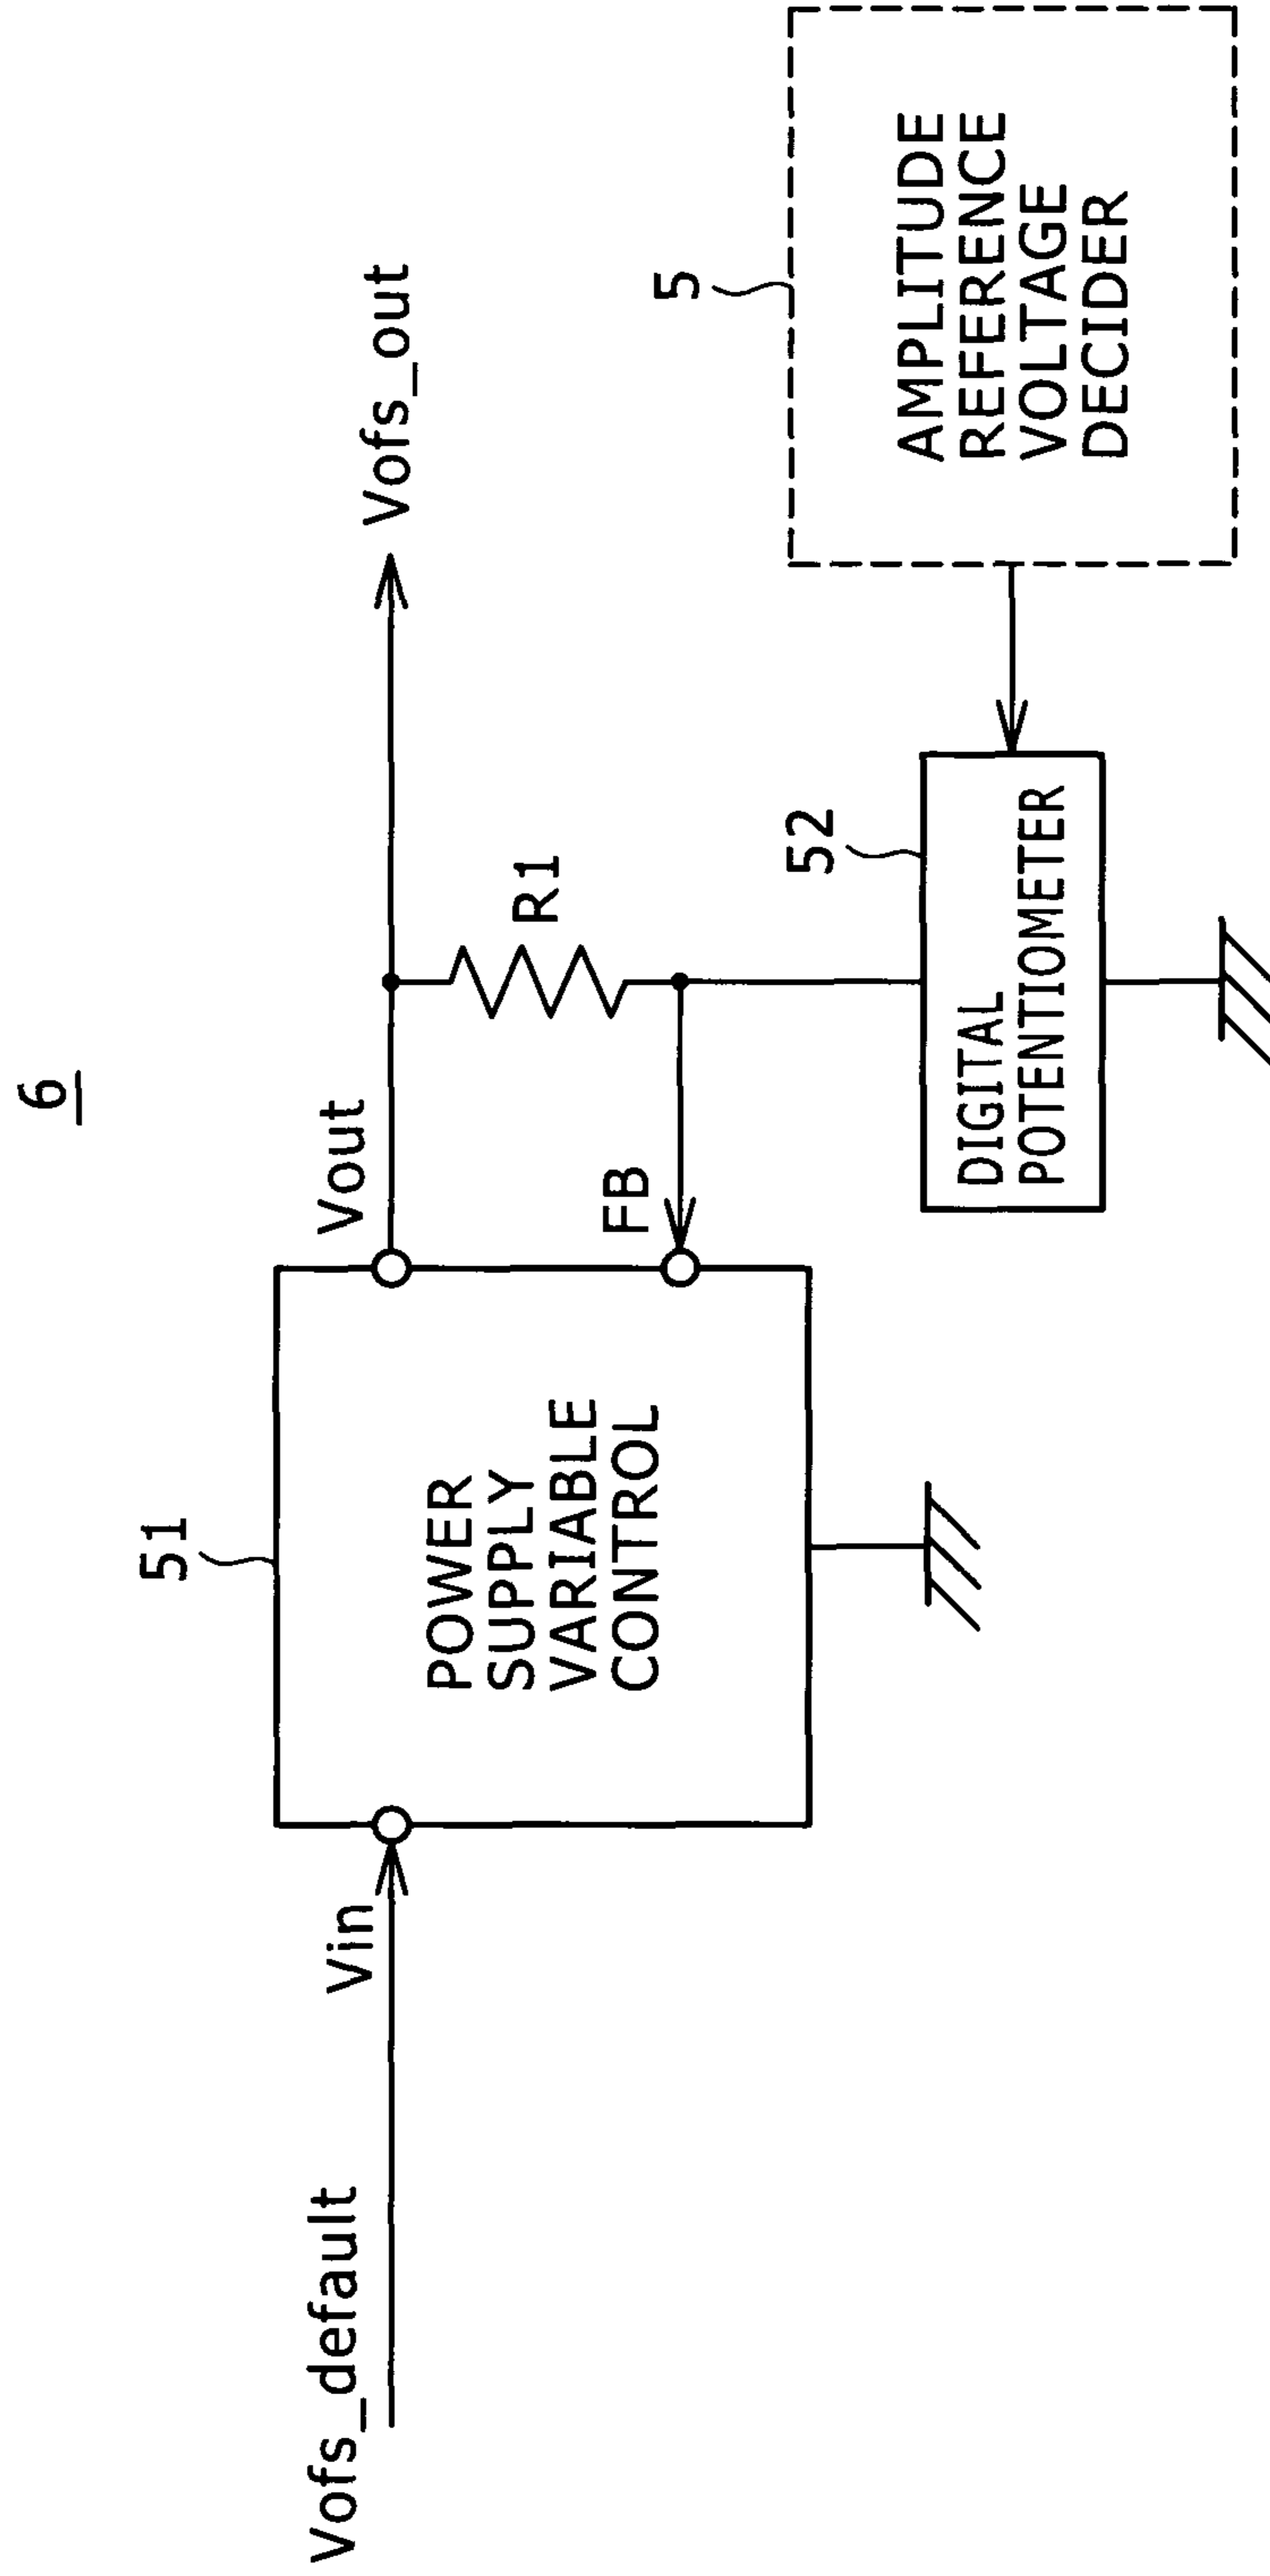 6
Vofs_default
Vin
51
POWER
SUPPLY
VARIABLE
CONTROL
Vout
FB
R1
Vofs_out
52
DIGITAL
POTENTIOMETER
5
AMPLITUDE
REFERENCE
VOLTAGE
DECIDER